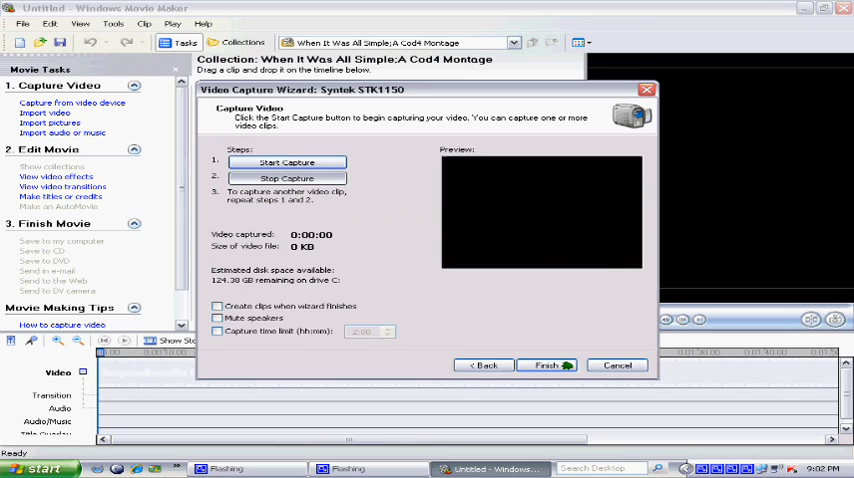 Untitled - Windows Movie Maker
File Edit View Tools Clip Play Help
Tasks Collections When It Was All Simple;A Cod4 Montage
Movie Tasks
Collection: When It Was All Simple;A Cod4 Montage
Drag a clip and drop it on the timeline below.
1. Capture Video
Capture from video device
Import video
Import pictures
Import audio or music
2. Edit Movie
Show collections
View video effects
View video transitions
Make titles or credits
Make an AutoMovie
3. Finish Movie
Save to my computer
Save to CD
Save to DVD
Send in e-mail
Send to the Web
Send to DV camera
Movie Making Tips
How to capture video
Video Capture Wizard: Syntek STK1150
Capture Video
Click the Start Capture button to begin capturing your video. You can capture one or more
video clips.
Steps:
1. Start Capture
2. Stop Capture
3. To capture another video clip,
repeat steps 1 and 2.
Preview:
Video captured: 0:00:00
Size of video file: 0 KB
Estimated disk space available:
124.38 GB remaining on drive C:
Create clips when wizard finishes
Mute speakers
Capture time limit (hh:mm): 2:00
< Back Finish Cancel
Show Sto
00:10:00
00:01:30:00
Video
Transition
Audio
Audio/Music
Title Overlay
Ready
start Flashing Flashing Untitled - Windows... Search Desktop 9:02 PM